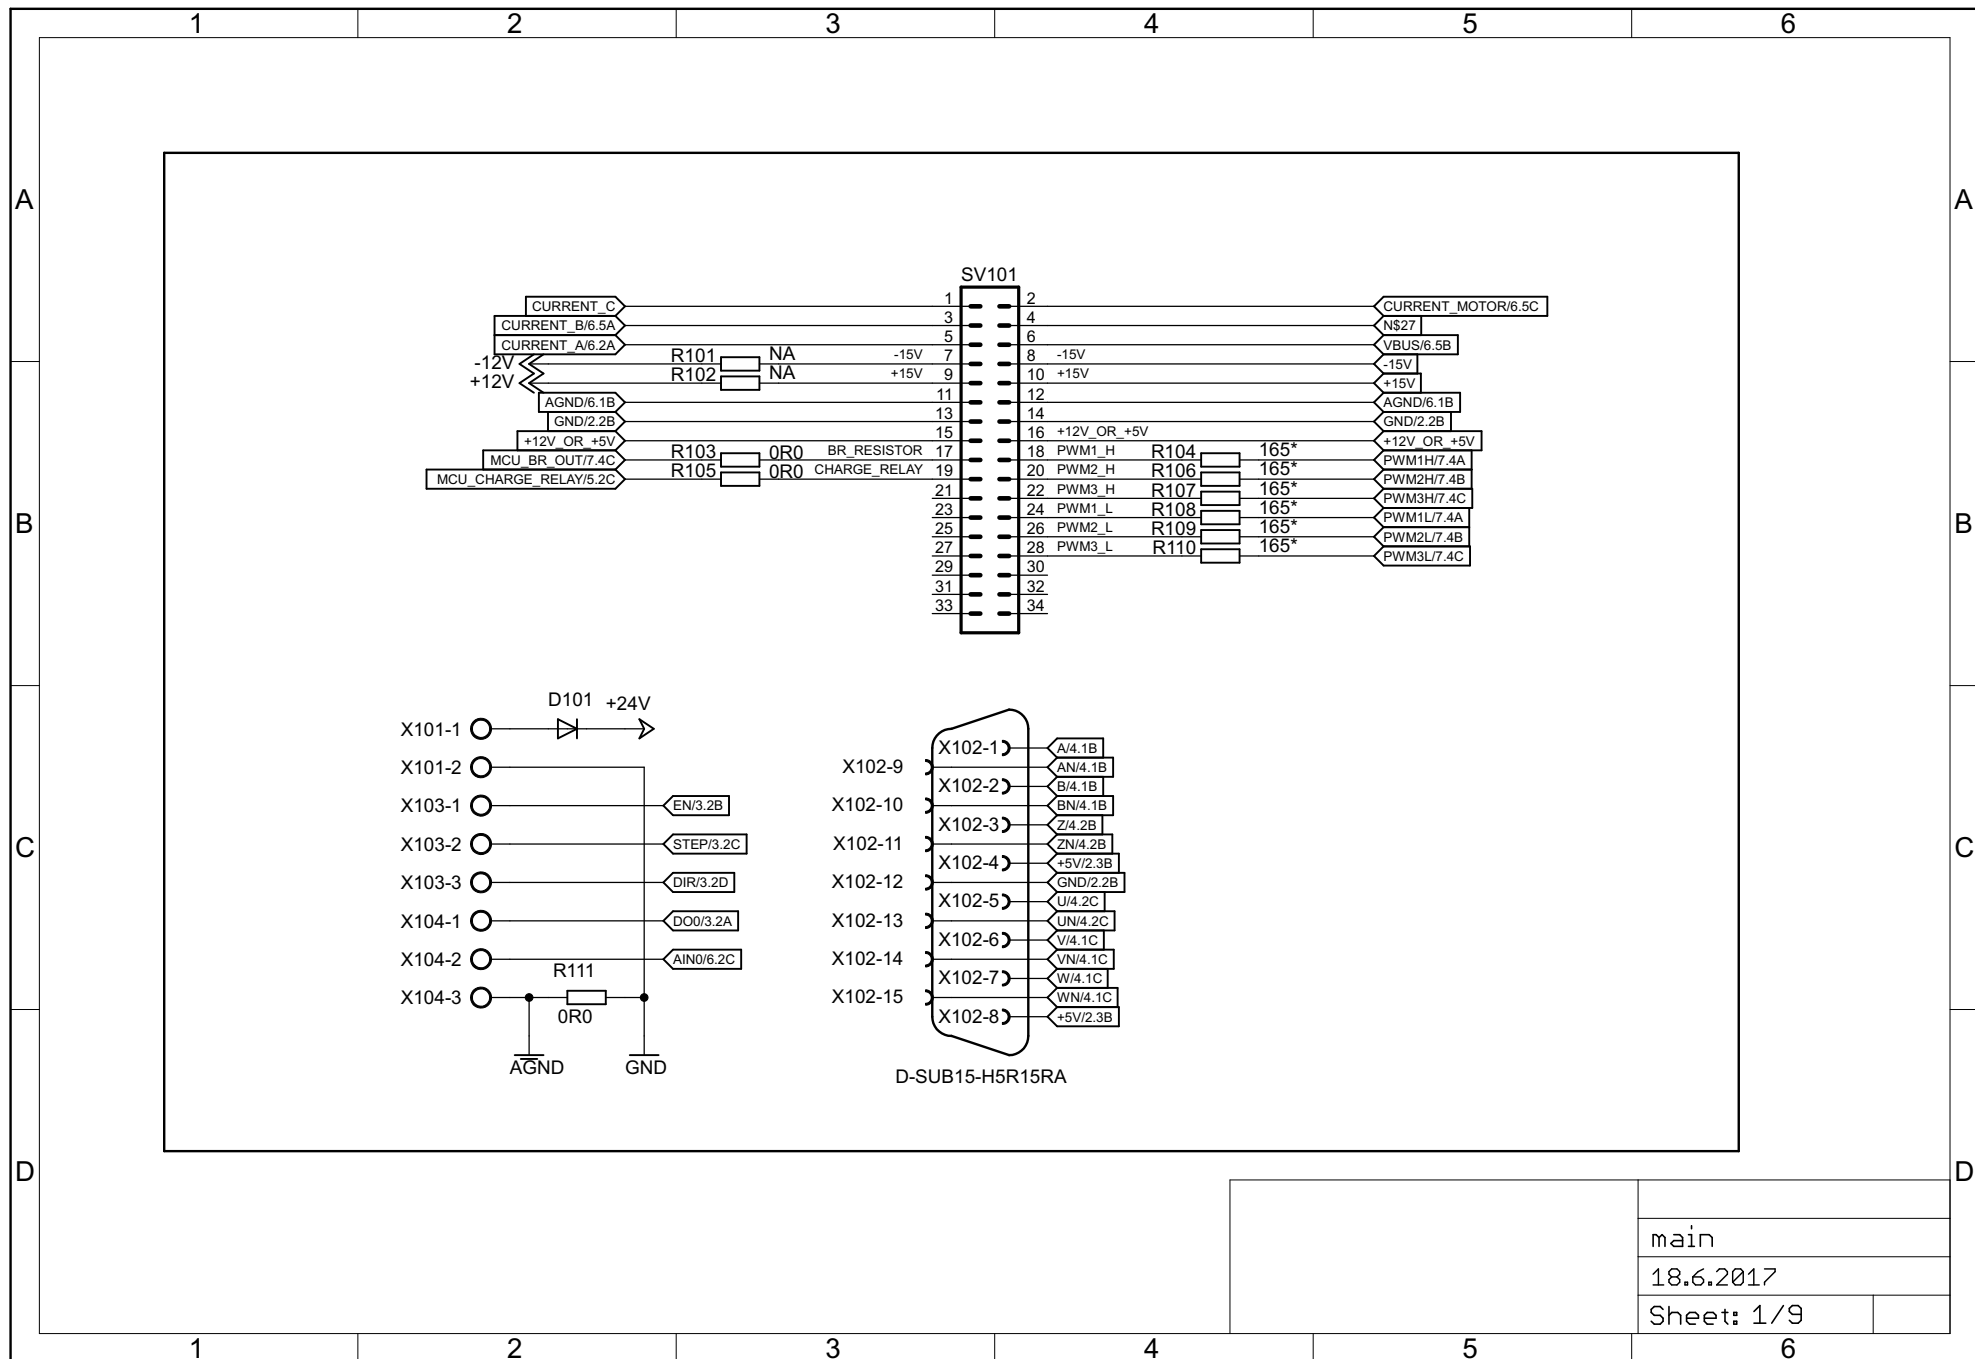 1 2 3 4 5 6
A A
SV101
CURRENT_C 1 2 CURRENT_MOTOR/6.5C
CURRENT_B/6.5A 3 4 N$27
CURRENT_A/6.2A 5 6 VBUS/6.5B
-12V R101 NA -15V 7 8 -15V -15V
+12V R102 NA +15V 9 10 +15V +15V
AGND/6.1B 11 12 AGND/6.1B
GND/2.2B 13 14 GND/2.2B
+12V_OR_+5V 15 16 +12V_OR_+5V +12V_OR_+5V
MCU_BR_OUT/7.4C R103 0R0 BR_RESISTOR 17 18 PWM1_H R104 165* PWM1H/7.4A
MCU_CHARGE_RELAY/5.2C R105 0R0 CHARGE_RELAY 19 20 PWM2_H R106 165* PWM2H/7.4B
21 22 PWM3_H R107 165* PWM3H/7.4C
23 24 PWM1_L R108 165* PWM1L/7.4A
B B
25 26 PWM2_L R109 165* PWM2L/7.4B
27 28 PWM3_L R110 165* PWM3L/7.4C
29 30
31 32
33 34
D101 +24V
X101-1
X101-2
X103-1 EN/3.2B
X103-2 STEP/3.2C
X103-3 DIR/3.2D
X104-1 DO0/3.2A
X104-2 AIN0/6.2C
R111
X104-3
0R0
AGND GND
X102-1 A/4.1B
X102-9 AN/4.1B
X102-2 B/4.1B
X102-10 BN/4.1B
X102-3 Z/4.2B
X102-11 ZN/4.2B
X102-4 +5V/2.3B
X102-12 GND/2.2B
X102-5 U/4.2C
X102-13 UN/4.2C
X102-6 V/4.1C
X102-14 VN/4.1C
X102-7 W/4.1C
X102-15 WN/4.1C
X102-8 +5V/2.3B
D-SUB15-H5R15RA
C C
D D
main
18.6.2017
Sheet: 1/9
1 2 3 4 5 6